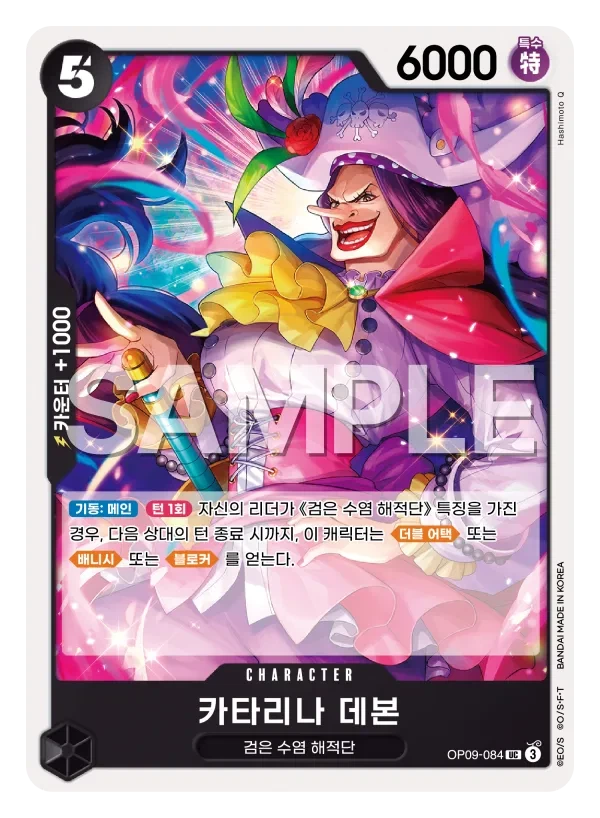 5
6000
특수
特
Hashimoto Q
카운터 +1000
SAMPLE
기동: 메인 턴 1회 자신의 리더가 《검은 수염 해적단》 특징을 가진
경우, 다음 상대의 턴 종료 시까지, 이 캐릭터는 더블 어택 또는
배니시 또는 블로커 를 얻는다.
CHARACTER
카타리나 데본
검은 수염 해적단
OP09-084 UC 3
©EO/S ©O/S·F·T BANDAI MADE IN KOREA